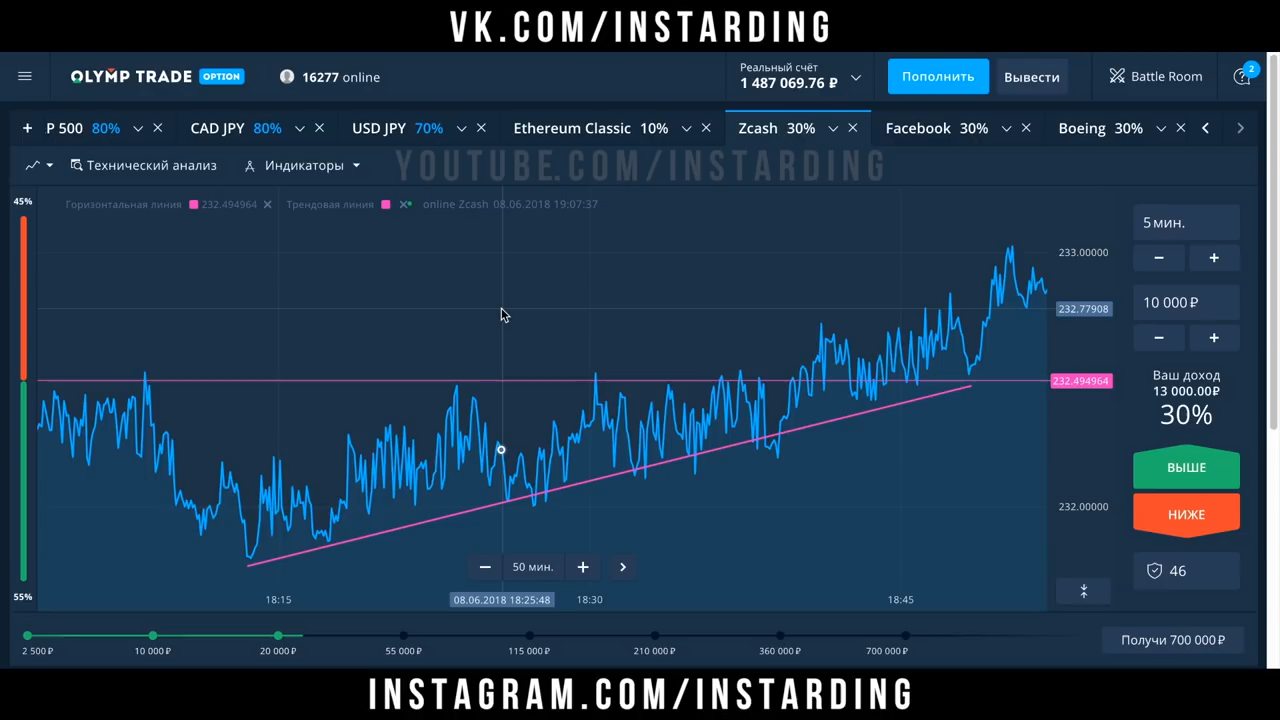 VK.COM/INSTARDING
OLYMP TRADE OPTION
16277 online
Реальный счёт
1 487 069.76 ₽
Пополнить
Вывести
Battle Room
2
P 500 80%
CAD JPY 80%
USD JPY 70%
Ethereum Classic 10%
Zcash 30%
Facebook 30%
Boeing 30%
Технический анализ
Индикаторы
YOUTUBE.COM/INSTARDING
45%
Горизонтальная линия 232.494964
Трендовая линия
online Zcash 08.06.2018 19:07:37
5 мин.
233.00000
10 000 ₽
232.77908
232.494964
Ваш доход
13 000.00₽
30%
ВЫШЕ
232.00000
НИЖЕ
50 мин.
46
55%
18:15
08.06.2018 18:25:48
18:30
18:45
2 500 ₽
10 000 ₽
20 000 ₽
55 000 ₽
115 000 ₽
210 000 ₽
360 000 ₽
700 000 ₽
Получи 700 000 ₽
INSTAGRAM.COM/INSTARDING